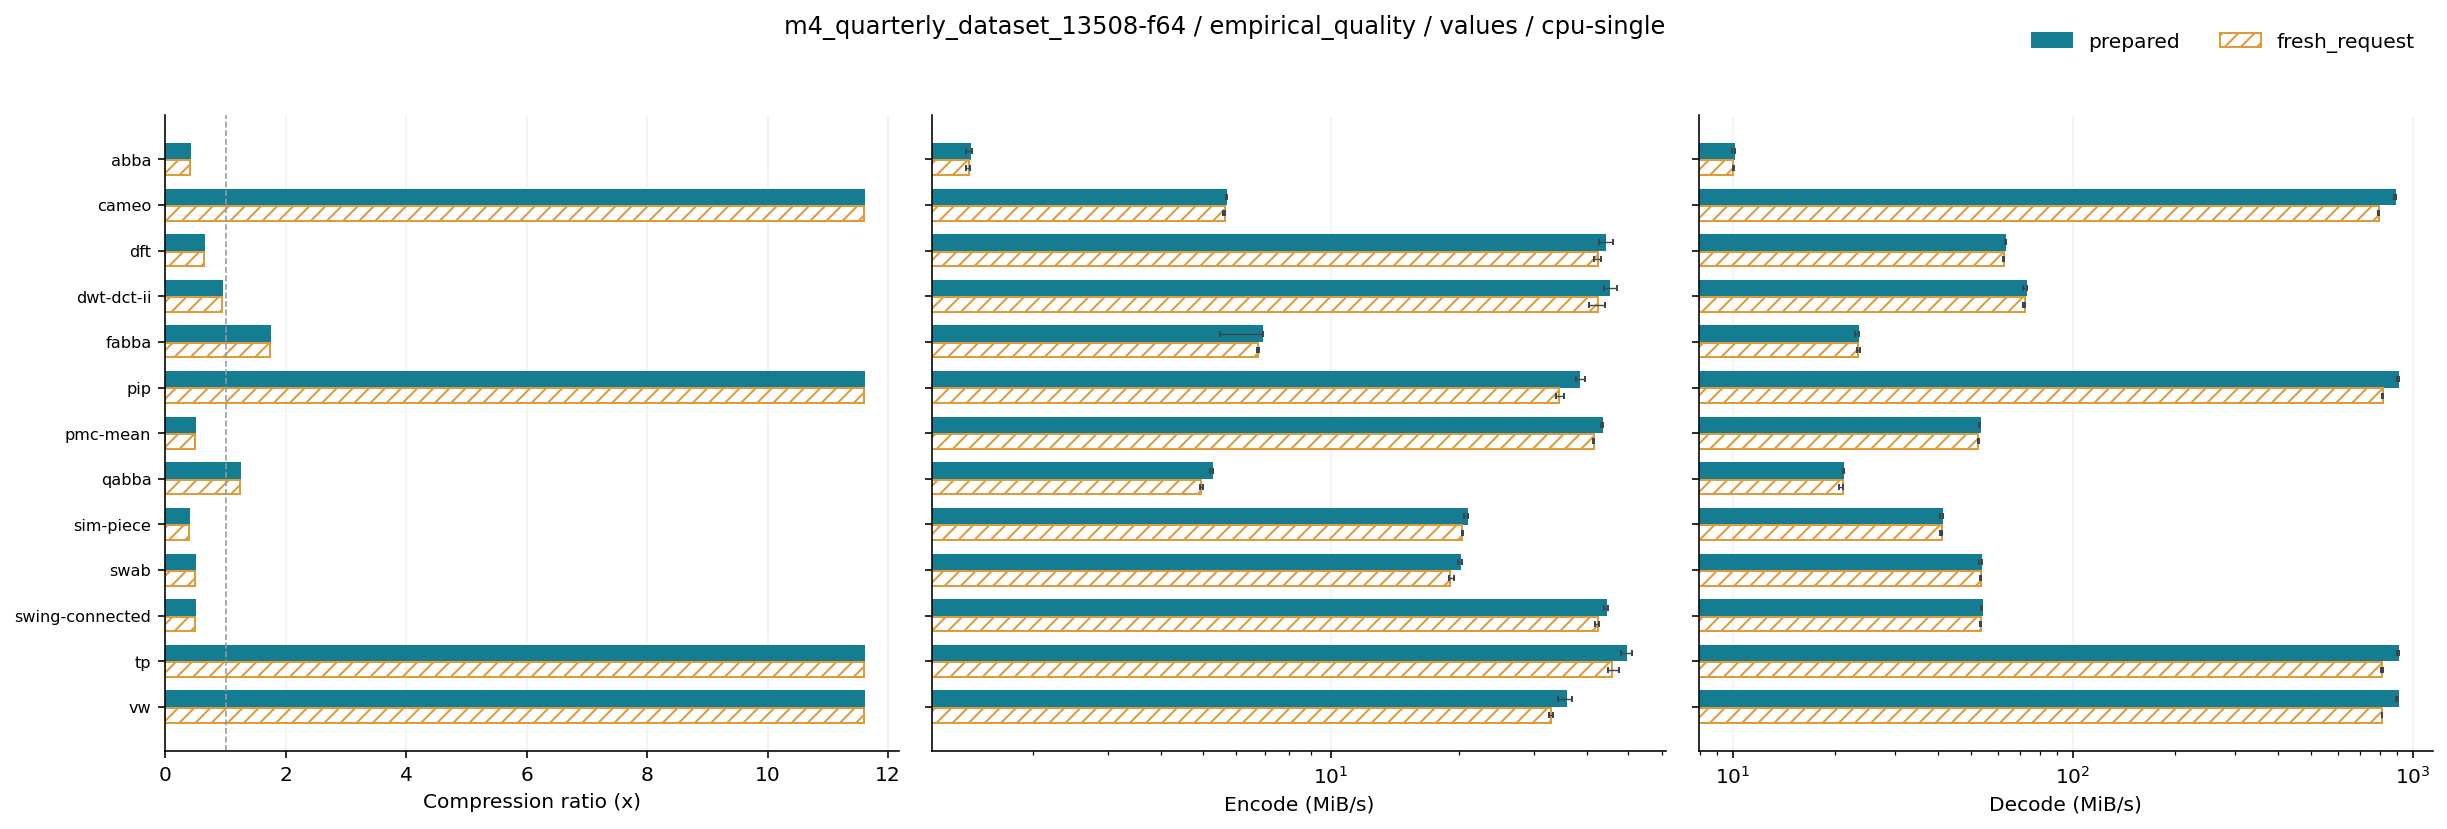 m4_quarterly_dataset_13508-f64 / empirical_quality / values / cpu-single
prepared
fresh_request
abba
cameo
dft
dwt-dct-ii
fabba
pip
pmc-mean
qabba
sim-piece
swab
swing-connected
tp
vw
0 2 4 6 8 10 12
Compression ratio (x)
10¹
Encode (MiB/s)
10¹ 10² 10³
Decode (MiB/s)